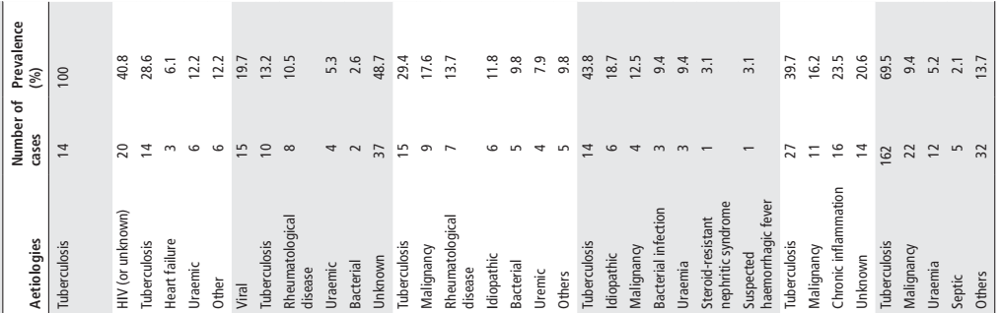 Aetiologies Number of cases Prevalence (%)
Tuberculosis 14 100
HIV (or unknown) 20 40.8
Tuberculosis 14 28.6
Heart failure 3 6.1
Uraemic 6 12.2
Other 6 12.2
Viral 15 19.7
Tuberculosis 10 13.2
Rheumatological disease 8 10.5
Uraemic 4 5.3
Bacterial 2 2.6
Unknown 37 48.7
Tuberculosis 15 29.4
Malignancy 9 17.6
Rheumatological disease 7 13.7
Idiopathic 6 11.8
Bacterial 5 9.8
Uremic 4 7.9
Others 5 9.8
Tuberculosis 14 43.8
Idiopathic 6 18.7
Malignancy 4 12.5
Bacterial infection 3 9.4
Uraemia 3 9.4
Steroid-resistant nephritic syndrome 1 3.1
Suspected haemorrhagic fever 1 3.1
Tuberculosis 27 39.7
Malignancy 11 16.2
Chronic inflammation 16 23.5
Unknown 14 20.6
Tuberculosis 162 69.5
Malignancy 22 9.4
Uraemia 12 5.2
Septic 5 2.1
Others 32 13.7